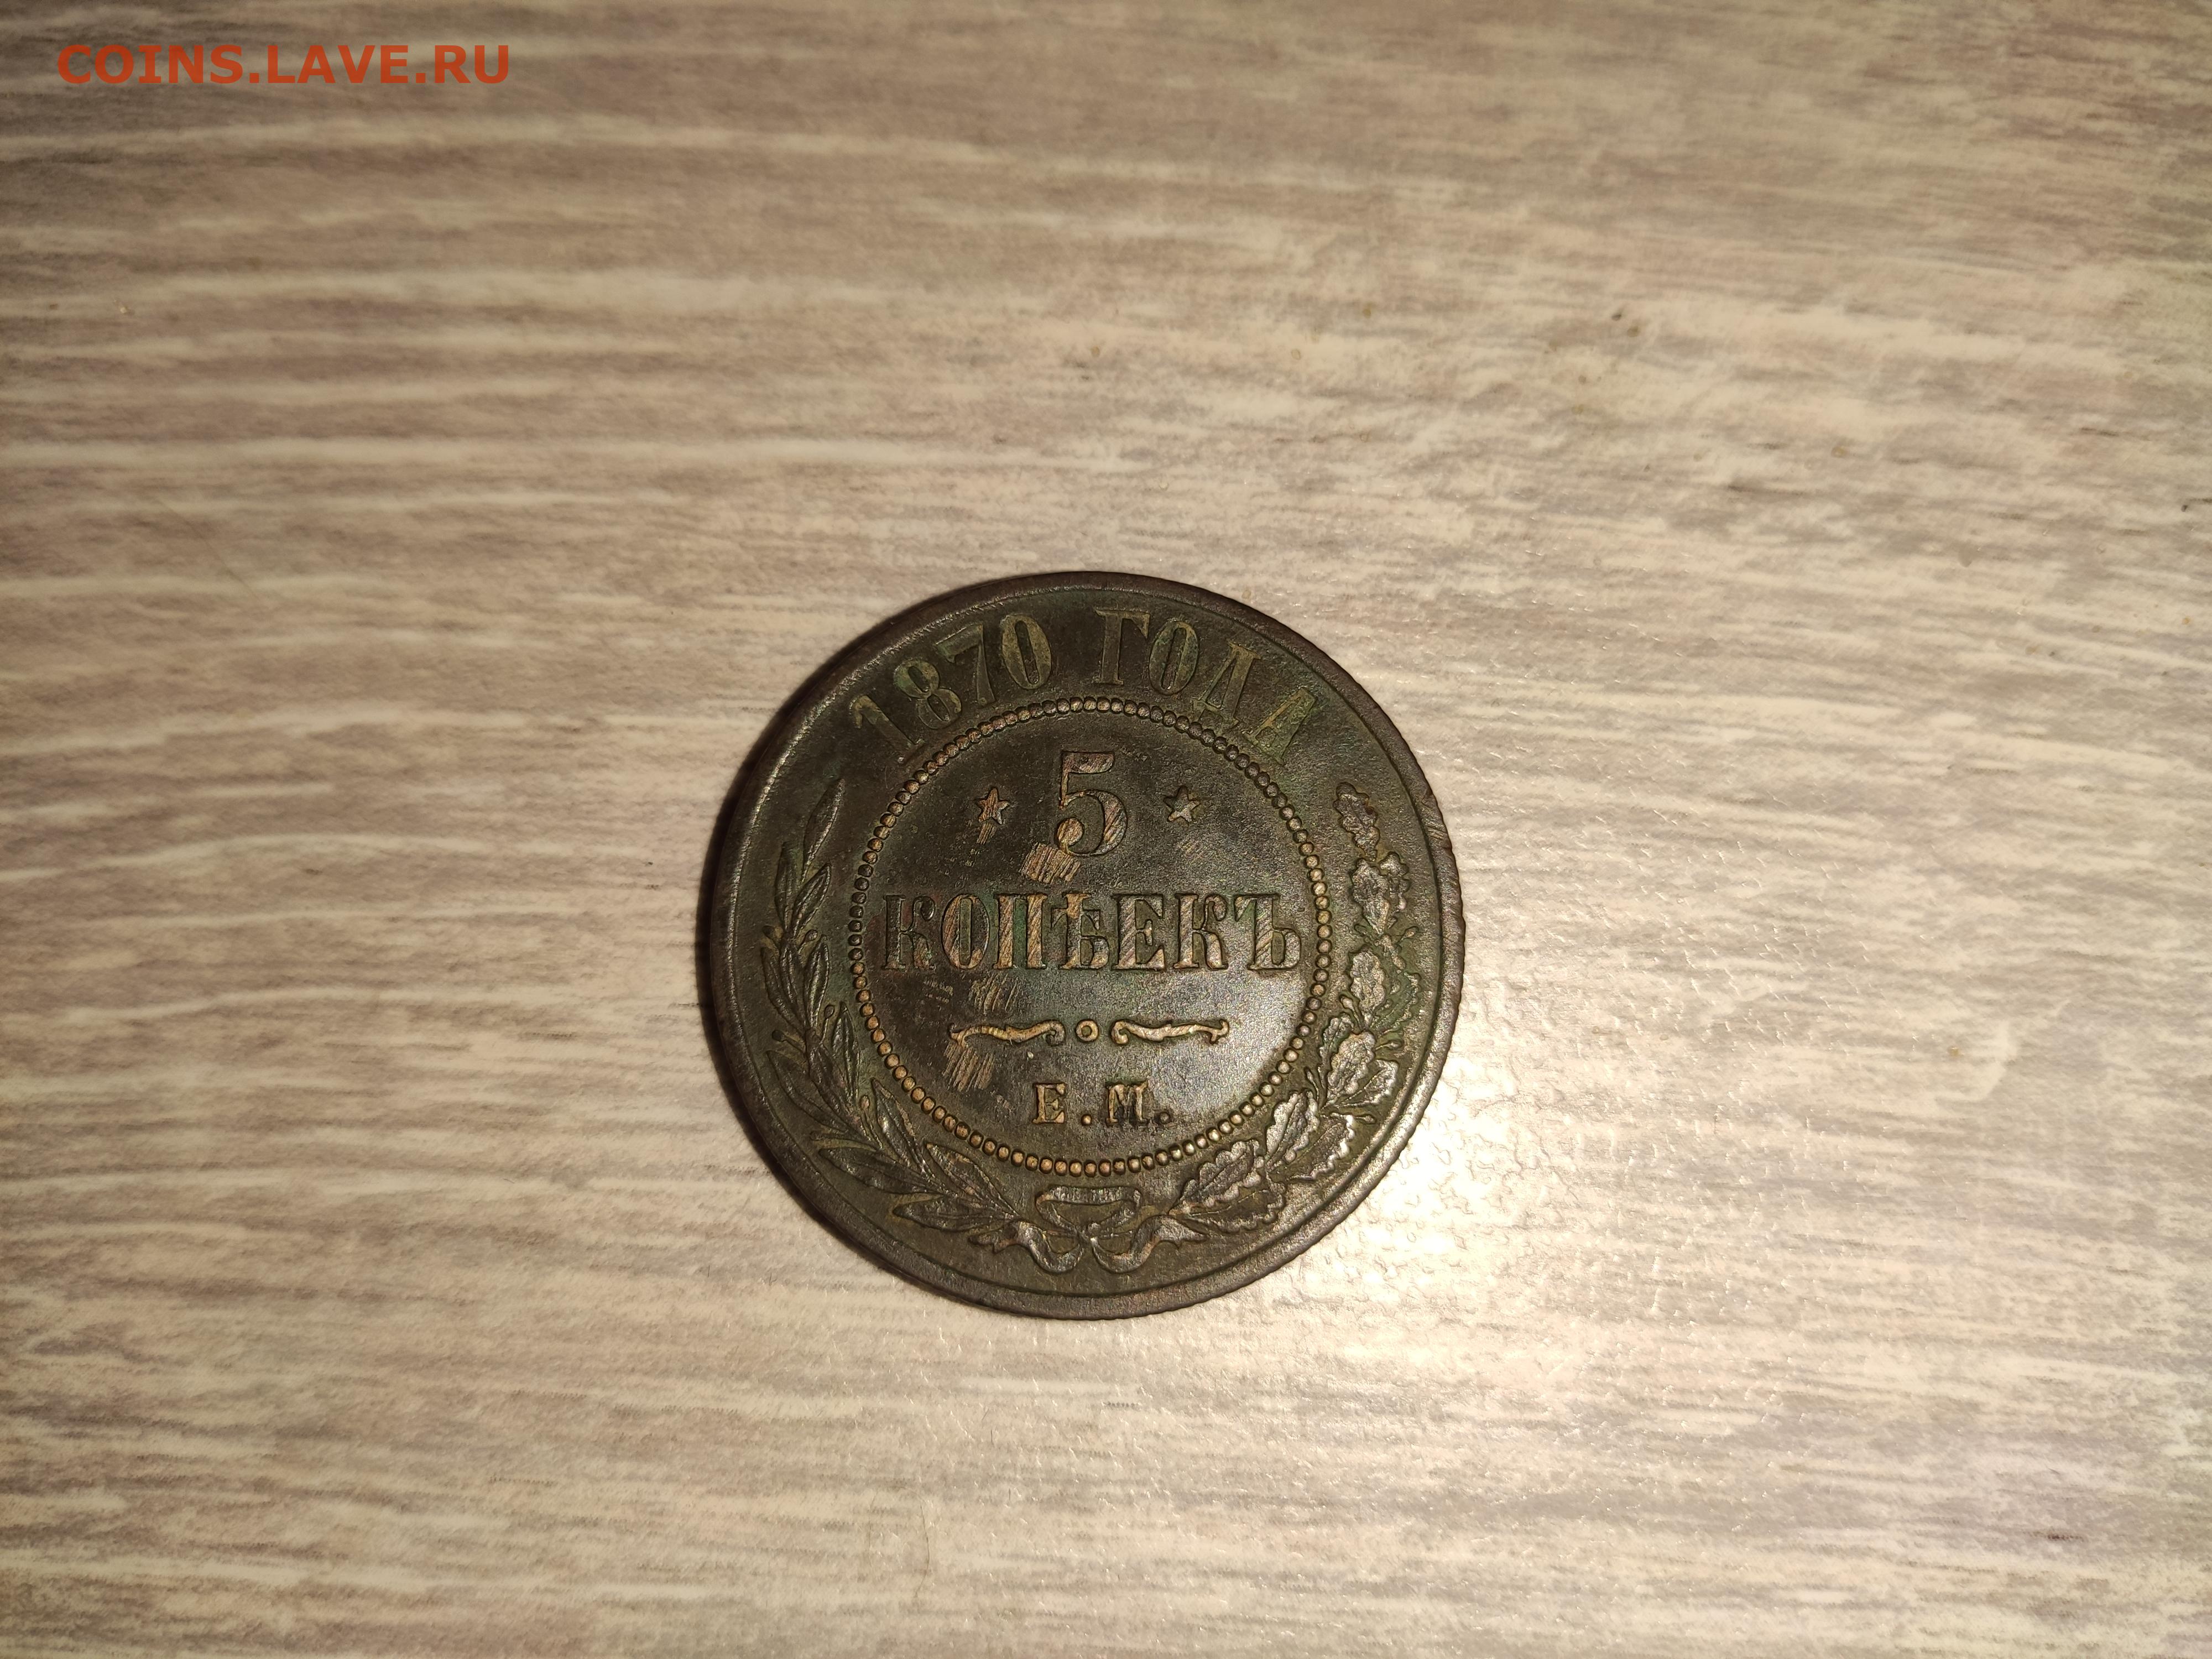 COINS.LAVE.RU
1870 ГОДА
5
КОПѢЕКЪ
Е.М.